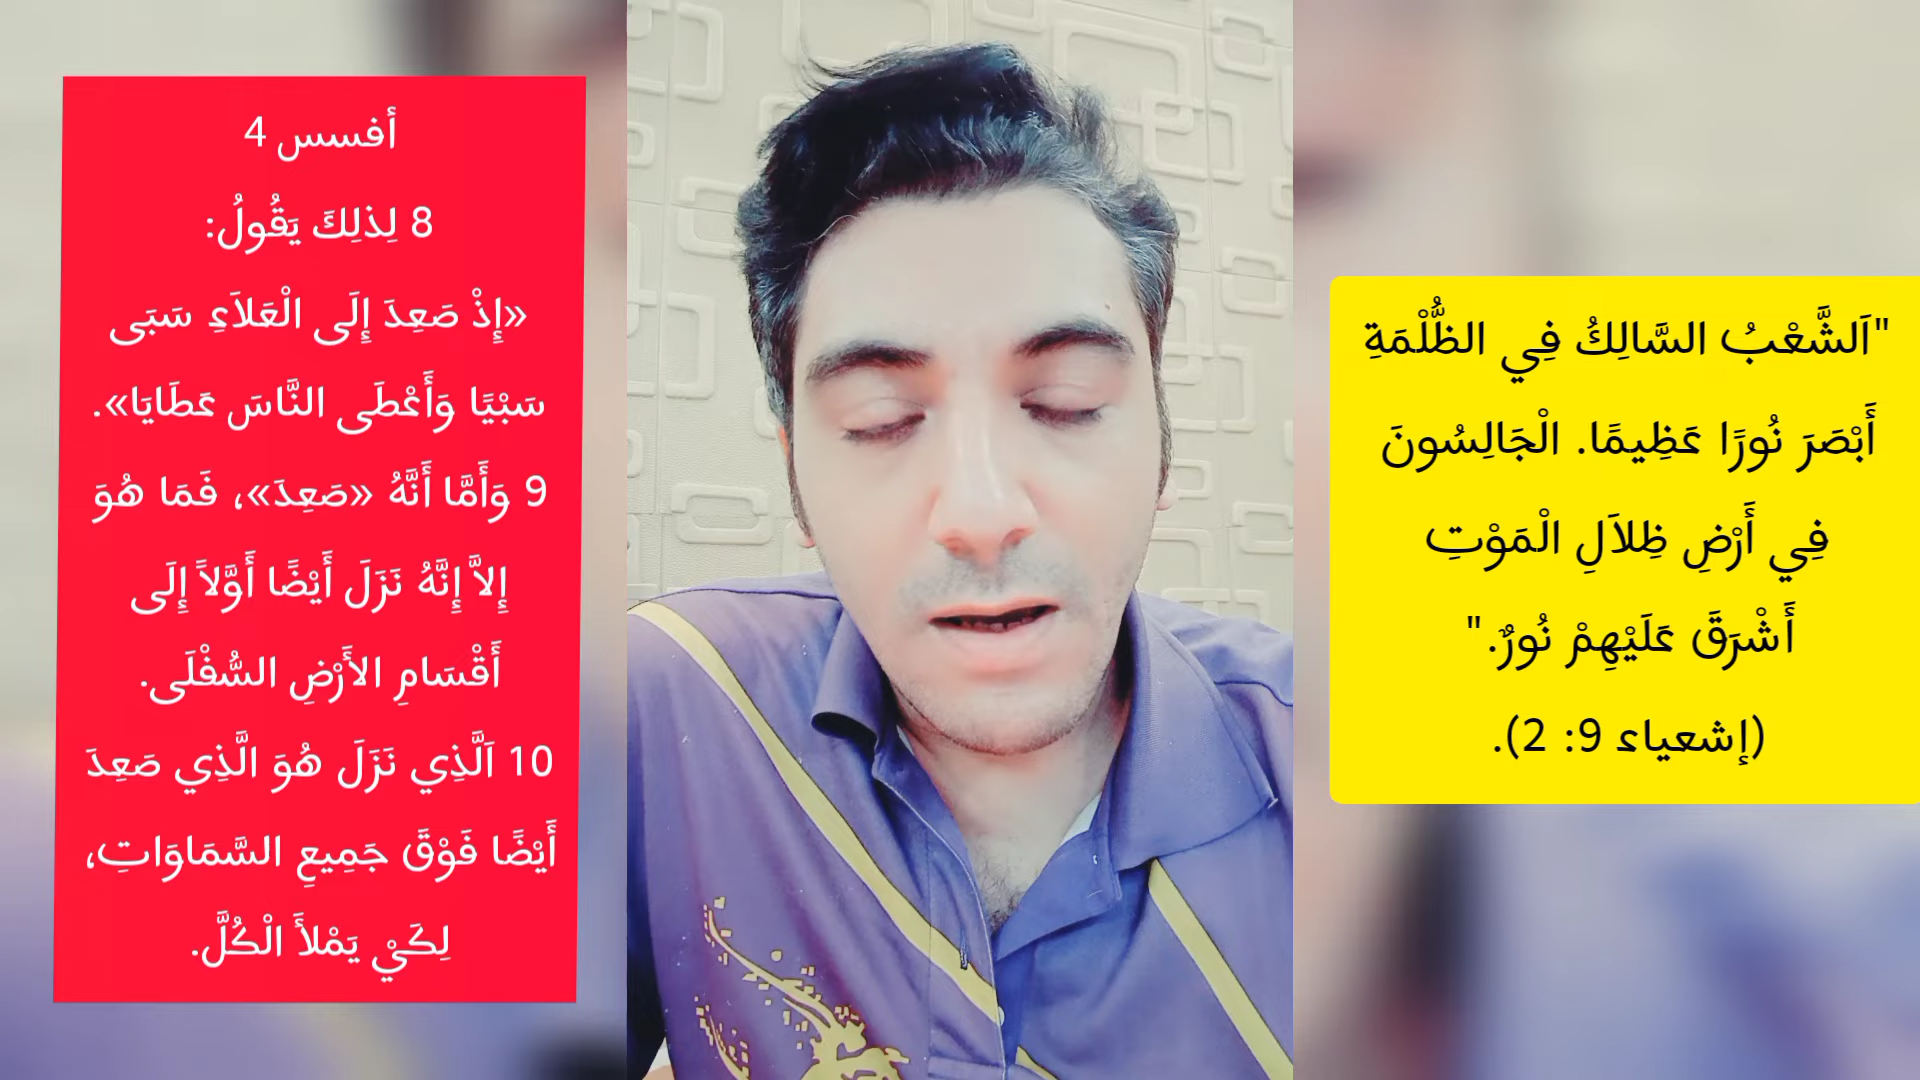 أفسس 4
8 لِذلِكَ يَقُولُ:
«إِذْ صَعِدَ إِلَى الْعَلاَءِ سَبَى
سَبْيًا وَأَعْطَى النَّاسَ عَطَايَا».
9 وَأَمَّا أَنَّهُ «صَعِدَ»، فَمَا هُوَ
إِلاَّ إِنَّهُ نَزَلَ أَيْضًا أَوَّلاً إِلَى
أَقْسَامِ الأَرْضِ السُّفْلَى.
10 اَلَّذِي نَزَلَ هُوَ الَّذِي صَعِدَ
أَيْضًا فَوْقَ جَمِيعِ السَّمَاوَاتِ،
لِكَيْ يَمْلأَ الْكُلَّ.
"اَلشَّعْبُ السَّالِكُ فِي الظُّلْمَةِ
أَبْصَرَ نُورًا عَظِيمًا. الْجَالِسُونَ
فِي أَرْضِ ظِلاَلِ الْمَوْتِ
أَشْرَقَ عَلَيْهِمْ نُورٌ."
(إشعياء 9: 2).